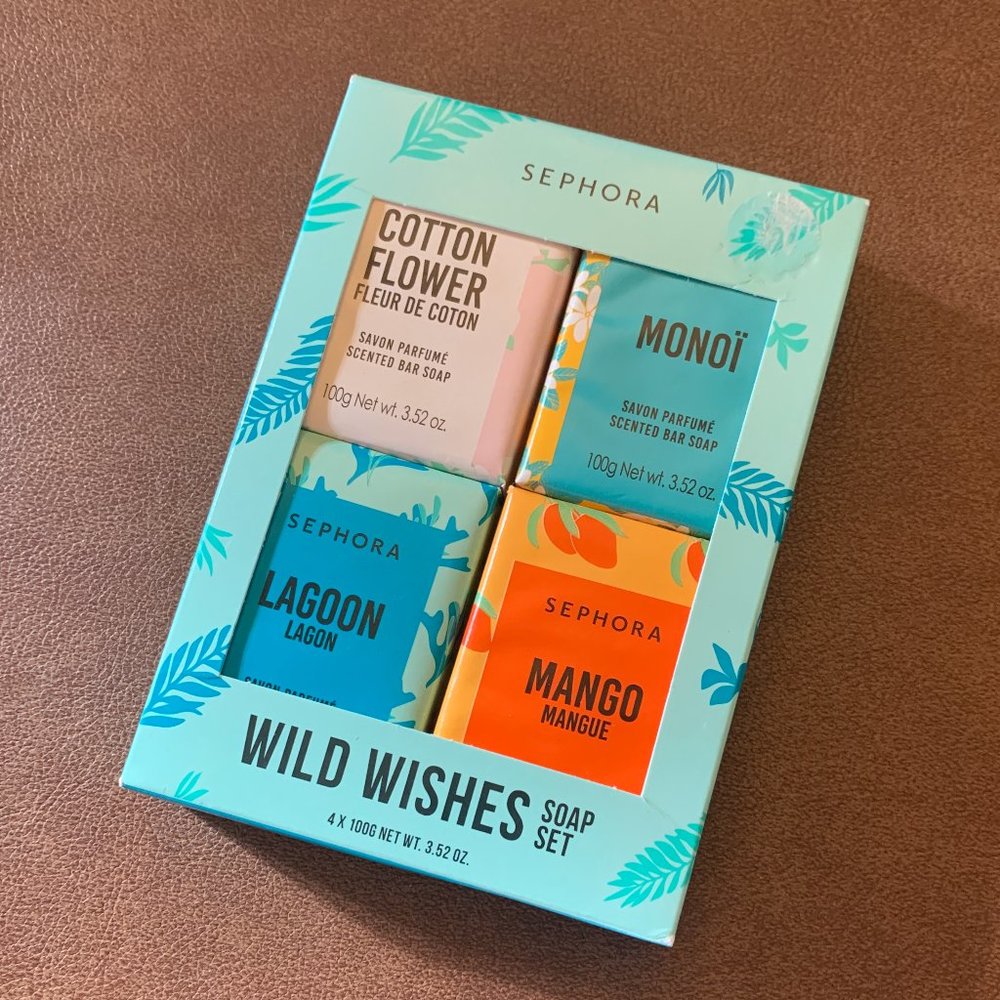 SEPHORA
COTTON
FLOWER
FLEUR DE COTON
SAVON PARFUMÉ
SCENTED BAR SOAP
100g Net wt. 3.52 oz.
MONOÏ
SAVON PARFUMÉ
SCENTED BAR SOAP
100g Net wt. 3.52 oz.
SEPHORA
LAGOON
LAGON
SAVON PARFUMÉ
SEPHORA
MANGO
MANGUE
WILD WISHES SOAP
SET
4 X 100G NET WT. 3.52 OZ.